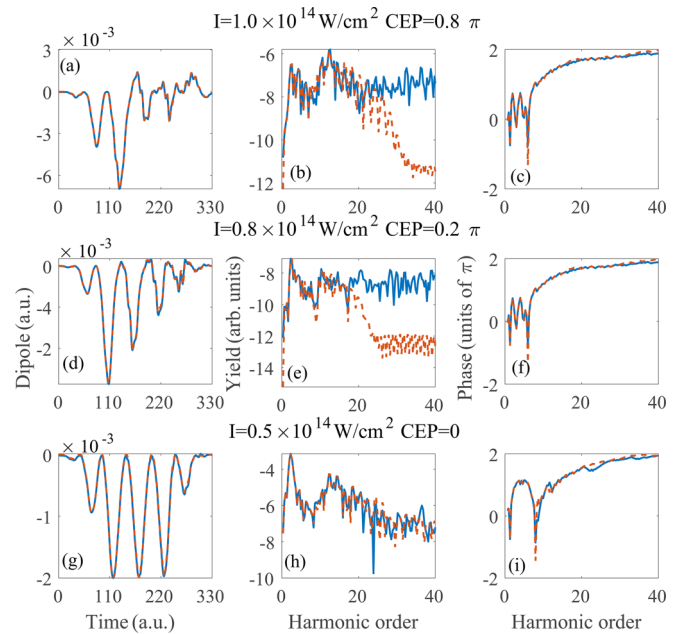 I=1.0×10^14 W/cm^2 CEP=0.8 π
× 10^-3
(a)
3
0
-3
-6
0 110 220 330
-6
-8
-10
-12
(b)
0 20 40
2
0
2
(c)
0 20 40
I=0.8×10^14 W/cm^2 CEP=0.2 π
× 10^-3
0
-2
(d)
0 110 220 330
-8
-10
-12
-14
(e)
0 20 40
2
0
2
(f)
0 20 40
Dipole (a.u.)
Yield (arb. units)
Phase (units of π)
I=0.5×10^14 W/cm^2 CEP=0
× 10^-3
0
-1
-2
(g)
0 110 220 330
Time (a.u.)
-4
-6
-8
-10
(h)
0 20 40
Harmonic order
2
0
2
(i)
0 20 40
Harmonic order